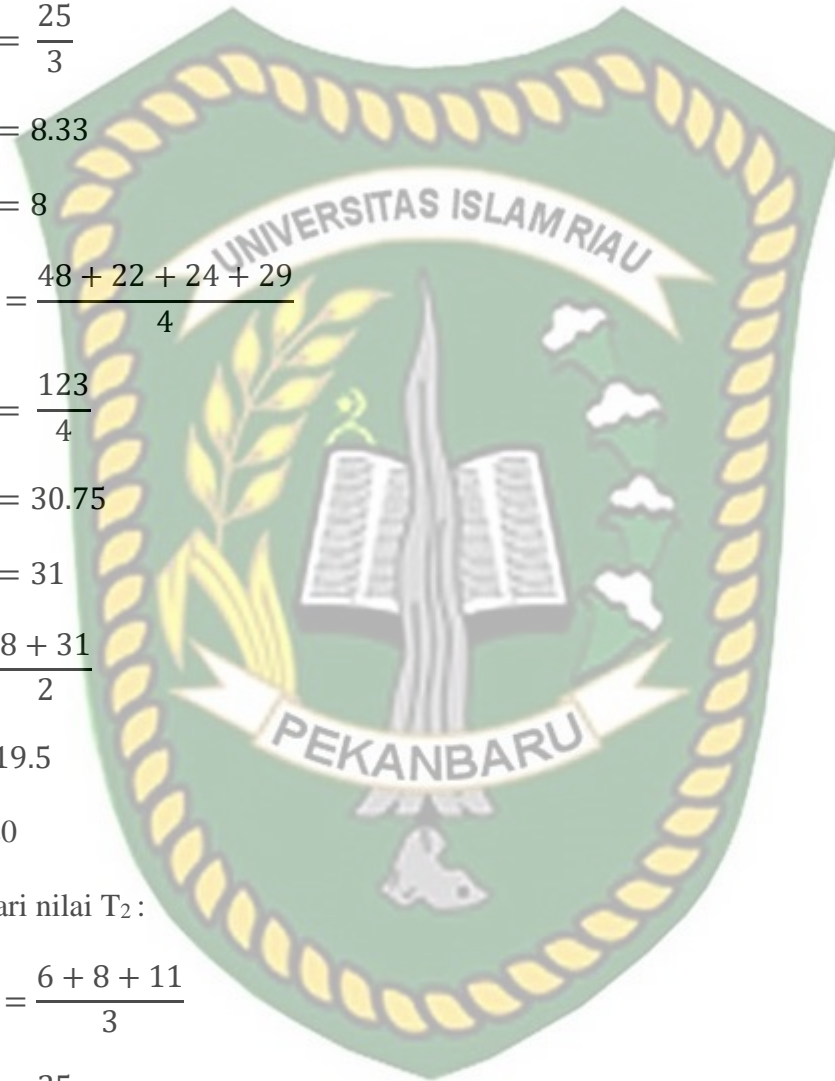 = 25/3
= 8.33
= 8
UNIVERSITAS ISLAM RIAU
= 48 + 22 + 24 + 29/4
= 123/4
= 30.75
= 31
8 + 31/2
PEKANBARU
19.5
0
ari nilai T₂ :
= 6 + 8 + 11/3